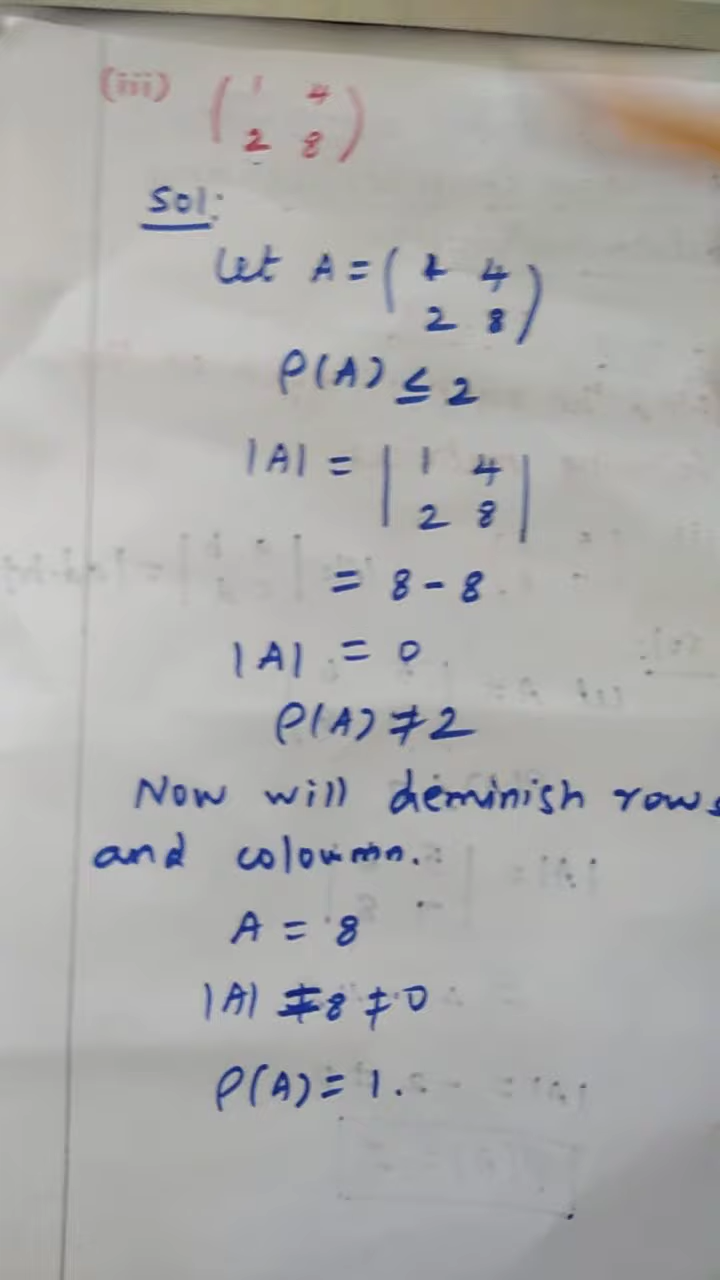 (iii) ( 1 4
2 8 )
Sol:
Let A = ( 1 4
2 8 )
ρ(A) ≤ 2
|A| = | 1 4
2 8 |
= 8 - 8
|A| = 0
ρ(A) ≠ 2
Now will deminish rows
and coloumn.
A = 8
|A| = 8 ≠ 0
ρ(A) = 1.